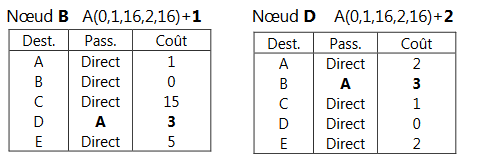 Nœud B A(0,1,16,2,16)+1
Dest. Pass. Coût
A Direct 1
B Direct 0
C Direct 15
D A 3
E Direct 5
Nœud D A(0,1,16,2,16)+2
Dest. Pass. Coût
A Direct 2
B A 3
C Direct 1
D Direct 0
E Direct 2